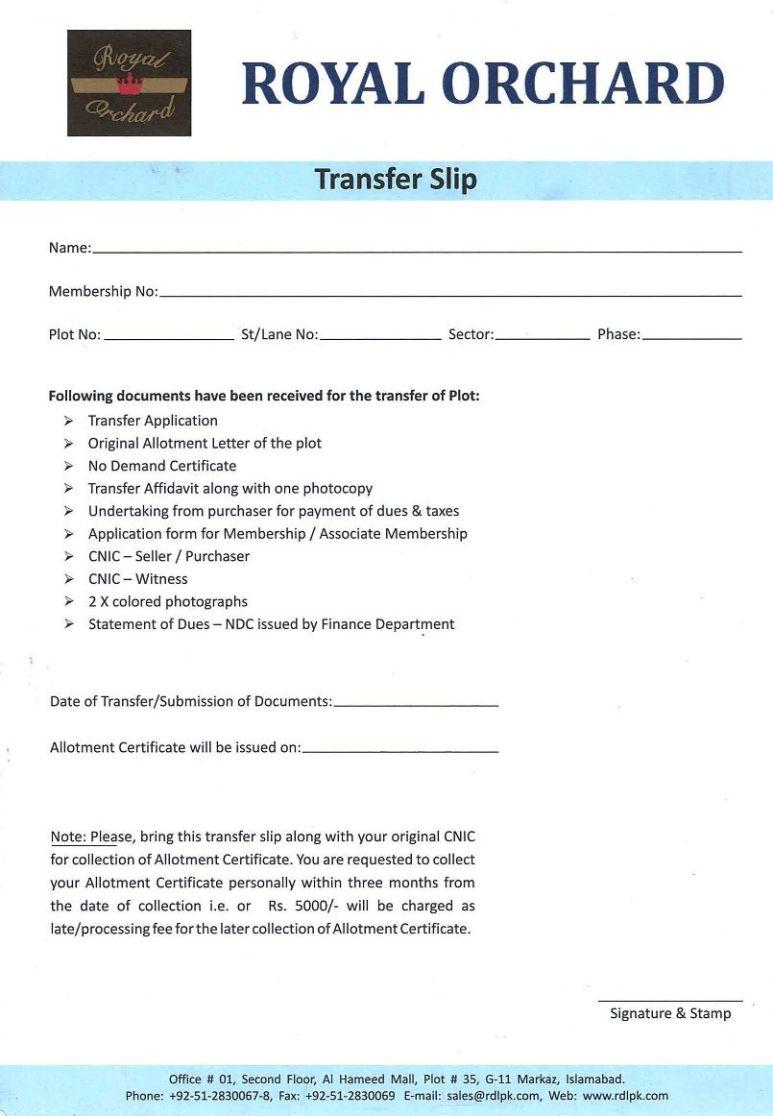 Royal
Orchard
ROYAL ORCHARD
Transfer Slip
Name:
Membership No:
Plot No: St/Lane No: Sector: Phase:
Following documents have been received for the transfer of Plot:
➢ Transfer Application
➢ Original Allotment Letter of the plot
➢ No Demand Certificate
➢ Transfer Affidavit along with one photocopy
➢ Undertaking from purchaser for payment of dues & taxes
➢ Application form for Membership / Associate Membership
➢ CNIC – Seller / Purchaser
➢ CNIC – Witness
➢ 2 X colored photographs
➢ Statement of Dues – NDC issued by Finance Department
Date of Transfer/Submission of Documents:
Allotment Certificate will be issued on:
Note: Please, bring this transfer slip along with your original CNIC
for collection of Allotment Certificate. You are requested to collect
your Allotment Certificate personally within three months from
the date of collection i.e. or Rs. 5000/- will be charged as
late/processing fee for the later collection of Allotment Certificate.
Signature & Stamp
Office # 01, Second Floor, Al Hameed Mall, Plot # 35, G-11 Markaz, Islamabad.
Phone: +92-51-2830067-8, Fax: +92-51-2830069 E-mail: sales@rdlpk.com, Web: www.rdlpk.com